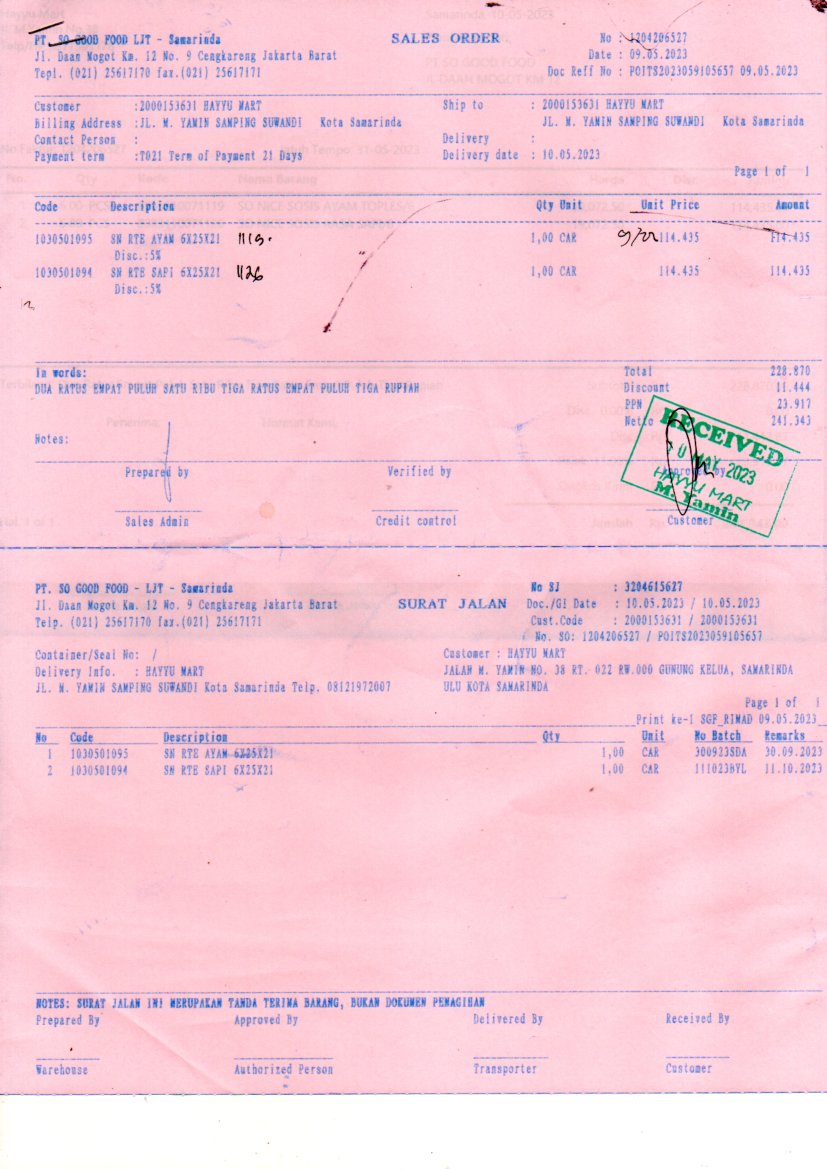 PT. SO GOOD FOOD LJT - Samarinda
SALES ORDER
No : 1204206527
Jl. Daan Mogot Km. 12 No. 9 Cengkareng Jakarta Barat
Date : 09.05.2023
Tepl. (021) 25617170 fax.(021) 25617171
Doc Reff No : POITS2023059105657 09.05.2023
Customer :2000153631 HAYYU MART
Ship to : 2000153631 HAYYU MART
Billing Address :JL. M. YAMIN SAMPING SUWANDI Kota Samarinda
JL. M. YAMIN SAMPING SUWANDI Kota Samarinda
Contact Person :
Delivery :
Payment term :T021 Term of Payment 21 Days
Delivery date : 10.05.2023
Page 1 of 1
Code Description Qty Unit Unit Price Amount
1030501095 SN RTE AYAM 6X25X21 1,00 CAR 114.435 114.435
Disc.:5%
1030501094 SN RTE SAPI 6X25X21 1126 1,00 CAR 114.435 114.435
Disc.:5%
In words:
DUA RATUS EMPAT PULUH SATU RIBU TIGA RATUS EMPAT PULUH TIGA RUPIAH
Total 228.870
Discount 11.444
PPN 23.917
Netto 241.343
Notes:
RECEIVED
MAY 2023
HAYYU MART
M. Yamin
Prepared by Verified by Approved by
Sales Admin Credit control Customer
PT. SO GOOD FOOD - LJT - Samarinda
No SJ : 3204615627
Jl. Daan Mogot Km. 12 No. 9 Cengkareng Jakarta Barat
SURAT JALAN
Doc./GI Date : 10.05.2023 / 10.05.2023
Telp. (021) 25617170 fax.(021) 25617171
Cust.Code : 2000153631 / 2000153631
No. SO: 1204206527 / POITS2023059105657
Container/Seal No: /
Customer : HAYYU MART
Delivery Info. : HAYYU MART
JALAN M. YAMIN NO. 38 RT. 022 RW.000 GUNUNG KELUA, SAMARINDA
JL. M. YAMIN SAMPING SUWANDI Kota Samarinda Telp. 08121972007
ULU KOTA SAMARINDA
Page 1 of 1
Print ke-1 SGF_RIMAD 09.05.2023
No Code Description Qty Unit No Batch Remarks
1 1030501095 SN RTE AYAM 6X25X21 1,00 CAR 300923SDA 30.09.2023
2 1030501094 SN RTE SAPI 6X25X21 1,00 CAR 111023BYL 11.10.2023
NOTES: SURAT JALAN INI MERUPAKAN TANDA TERIMA BARANG, BUKAN DOKUMEN PENAGIHAN
Prepared By Approved By Delivered By Received By
Warehouse Authorized Person Transporter Customer